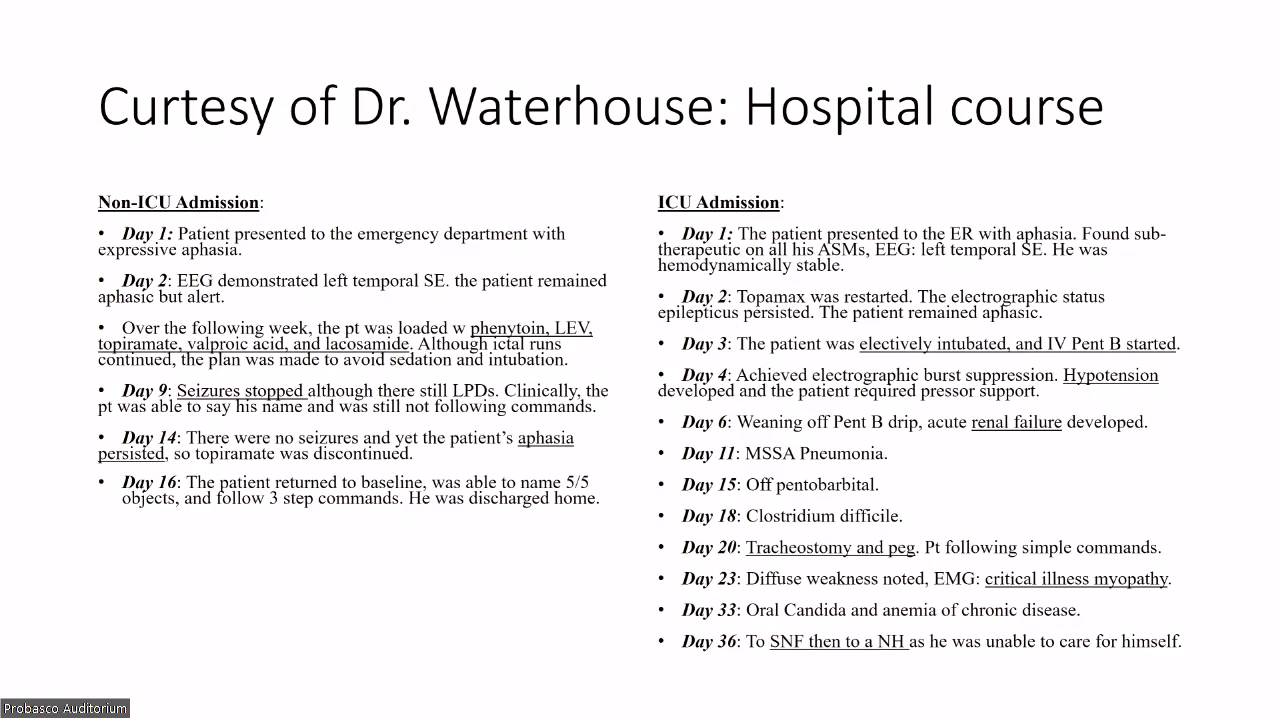 Curtesy of Dr. Waterhouse: Hospital course
Non-ICU Admission:
• Day 1: Patient presented to the emergency department with
expressive aphasia.
• Day 2: EEG demonstrated left temporal SE. the patient remained
aphasic but alert.
• Over the following week, the pt was loaded w phenytoin, LEV,
topiramate, valproic acid, and lacosamide. Although ictal runs
continued, the plan was made to avoid sedation and intubation.
• Day 9: Seizures stopped although there still LPDs. Clinically, the
pt was able to say his name and was still not following commands.
• Day 14: There were no seizures and yet the patient’s aphasia
persisted, so topiramate was discontinued.
• Day 16: The patient returned to baseline, was able to name 5/5
objects, and follow 3 step commands. He was discharged home.
ICU Admission:
• Day 1: The patient presented to the ER with aphasia. Found sub-
therapeutic on all his ASMs, EEG: left temporal SE. He was
hemodynamically stable.
• Day 2: Topamax was restarted. The electrographic status
epilepticus persisted. The patient remained aphasic.
• Day 3: The patient was electively intubated, and IV Pent B started.
• Day 4: Achieved electrographic burst suppression. Hypotension
developed and the patient required pressor support.
• Day 6: Weaning off Pent B drip, acute renal failure developed.
• Day 11: MSSA Pneumonia.
• Day 15: Off pentobarbital.
• Day 18: Clostridium difficile.
• Day 20: Tracheostomy and peg. Pt following simple commands.
• Day 23: Diffuse weakness noted, EMG: critical illness myopathy.
• Day 33: Oral Candida and anemia of chronic disease.
• Day 36: To SNF then to a NH as he was unable to care for himself.
Probasco Auditorium